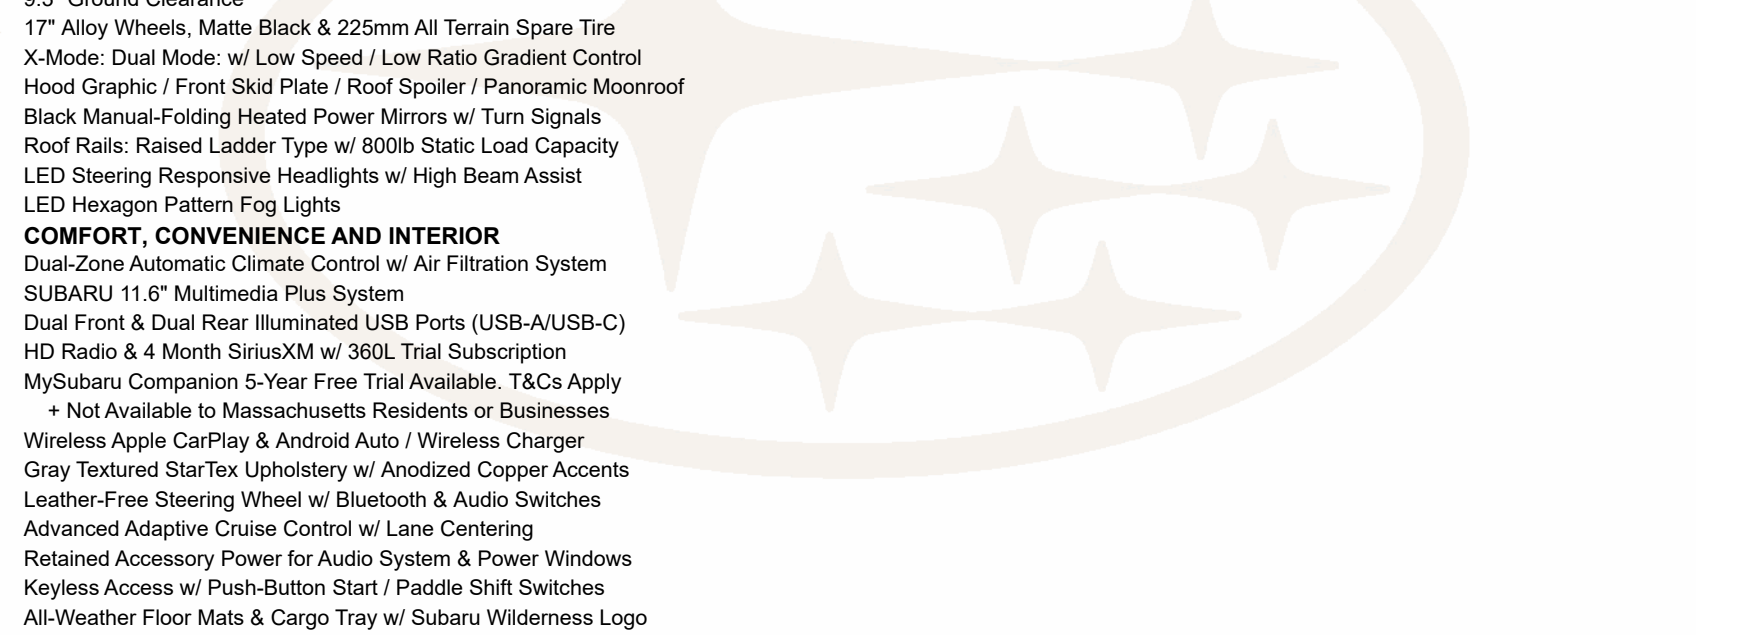 9.3" Ground Clearance
17" Alloy Wheels, Matte Black & 225mm All Terrain Spare Tire
X-Mode: Dual Mode: w/ Low Speed / Low Ratio Gradient Control
Hood Graphic / Front Skid Plate / Roof Spoiler / Panoramic Moonroof
Black Manual-Folding Heated Power Mirrors w/ Turn Signals
Roof Rails: Raised Ladder Type w/ 800lb Static Load Capacity
LED Steering Responsive Headlights w/ High Beam Assist
LED Hexagon Pattern Fog Lights
COMFORT, CONVENIENCE AND INTERIOR
Dual-Zone Automatic Climate Control w/ Air Filtration System
SUBARU 11.6" Multimedia Plus System
Dual Front & Dual Rear Illuminated USB Ports (USB-A/USB-C)
HD Radio & 4 Month SiriusXM w/ 360L Trial Subscription
MySubaru Companion 5-Year Free Trial Available. T&Cs Apply
+ Not Available to Massachusetts Residents or Businesses
Wireless Apple CarPlay & Android Auto / Wireless Charger
Gray Textured StarTex Upholstery w/ Anodized Copper Accents
Leather-Free Steering Wheel w/ Bluetooth & Audio Switches
Advanced Adaptive Cruise Control w/ Lane Centering
Retained Accessory Power for Audio System & Power Windows
Keyless Access w/ Push-Button Start / Paddle Shift Switches
All-Weather Floor Mats & Cargo Tray w/ Subaru Wilderness Logo